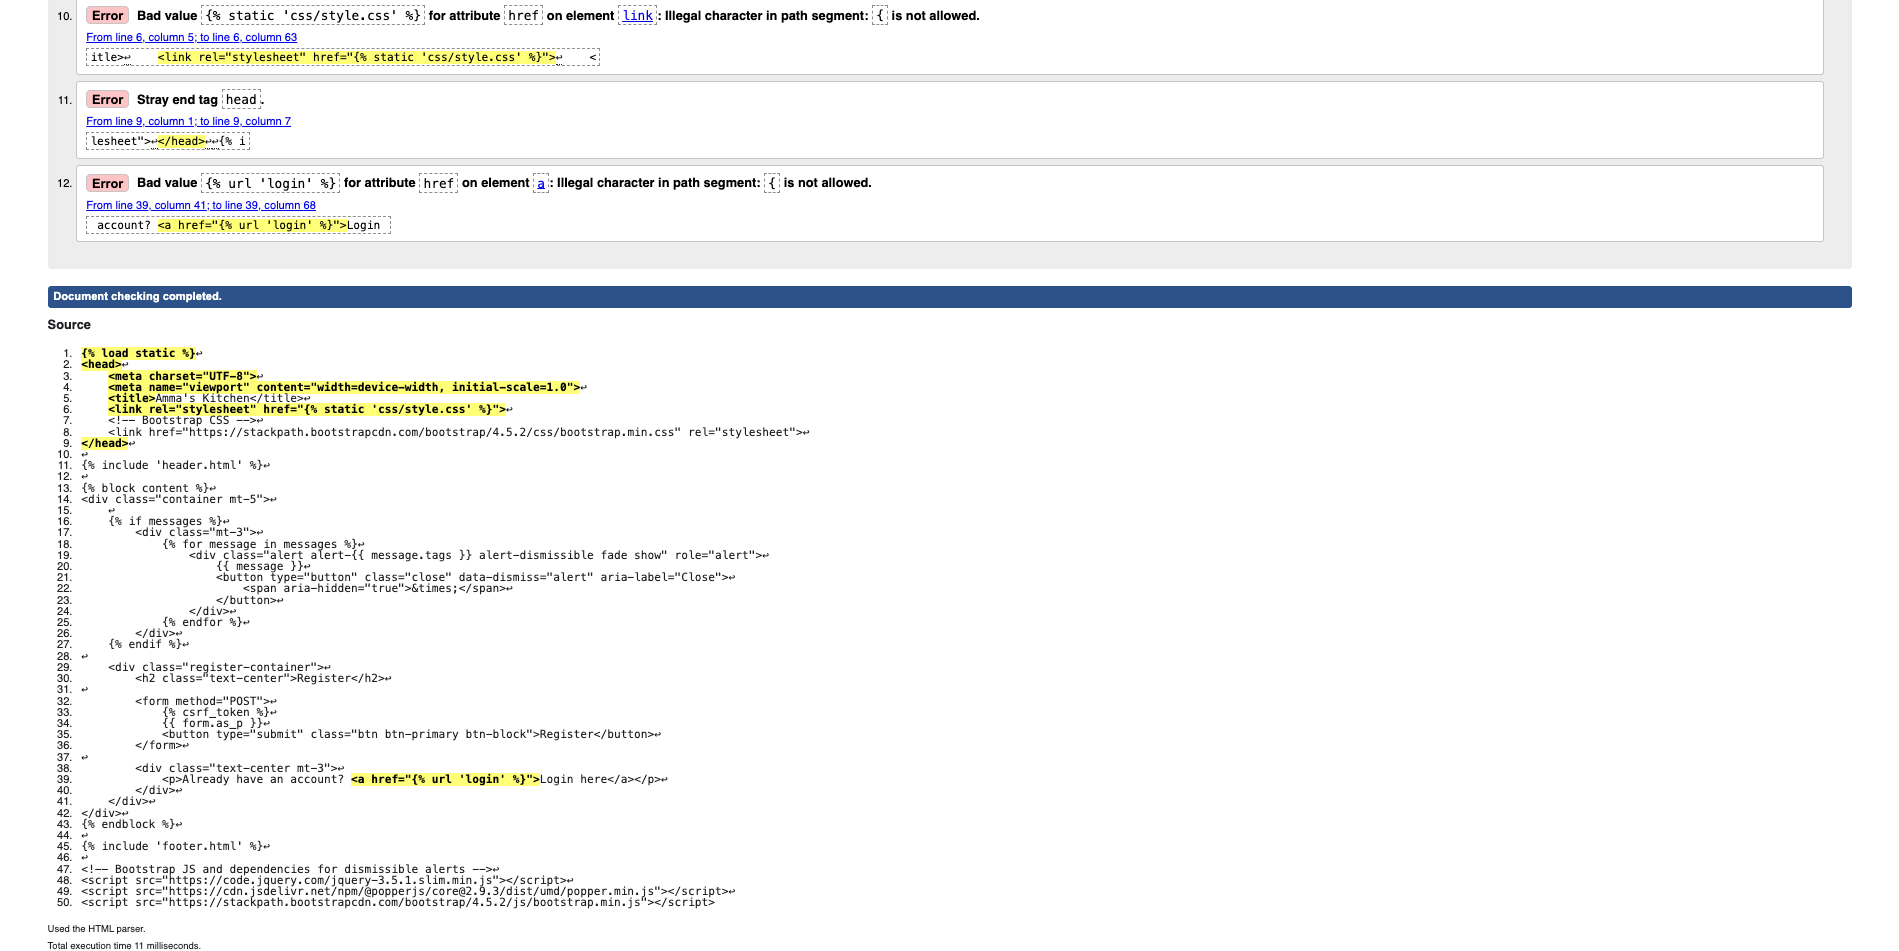 10. Error Bad value {% static 'css/style.css' %} for attribute href on element link: Illegal character in path segment: { is not allowed.
From line 6, column 5; to line 6, column 63
itle>↩    <link rel="stylesheet" href="{% static 'css/style.css' %}">↩    <
11. Error Stray end tag head.
From line 9, column 1; to line 9, column 7
lesheet">↩</head>↩↩{% i
12. Error Bad value {% url 'login' %} for attribute href on element a: Illegal character in path segment: { is not allowed.
From line 39, column 41; to line 39, column 68
account? <a href="{% url 'login' %}">Login
Document checking completed.
Source
1. {% load static %}↩
2. <head>↩
3.     <meta charset="UTF-8">↩
4.     <meta name="viewport" content="width=device-width, initial-scale=1.0">↩
5.     <title>Amma's Kitchen</title>↩
6.     <link rel="stylesheet" href="{% static 'css/style.css' %}">↩
7.     <!-- Bootstrap CSS -->↩
8.     <link href="https://stackpath.bootstrapcdn.com/bootstrap/4.5.2/css/bootstrap.min.css" rel="stylesheet">↩
9. </head>↩
10. ↩
11. {% include 'header.html' %}↩
12. ↩
13. {% block content %}↩
14. <div class="container mt-5">↩
15.     ↩
16.     {% if messages %}↩
17.         <div class="mt-3">↩
18.             {% for message in messages %}↩
19.                 <div class="alert alert-{{ message.tags }} alert-dismissible fade show" role="alert">↩
20.                     {{ message }}↩
21.                     <button type="button" class="close" data-dismiss="alert" aria-label="Close">↩
22.                         <span aria-hidden="true">&times;</span>↩
23.                     </button>↩
24.                 </div>↩
25.             {% endfor %}↩
26.         </div>↩
27.     {% endif %}↩
28. ↩
29.     <div class="register-container">↩
30.         <h2 class="text-center">Register</h2>↩
31. ↩
32.         <form method="POST">↩
33.             {% csrf_token %}↩
34.             {{ form.as_p }}↩
35.             <button type="submit" class="btn btn-primary btn-block">Register</button>↩
36.         </form>↩
37. ↩
38.         <div class="text-center mt-3">↩
39.             <p>Already have an account? <a href="{% url 'login' %}">Login here</a></p>↩
40.         </div>↩
41.     </div>↩
42. </div>↩
43. {% endblock %}↩
44. ↩
45. {% include 'footer.html' %}↩
46. ↩
47. <!-- Bootstrap JS and dependencies for dismissible alerts -->↩
48. <script src="https://code.jquery.com/jquery-3.5.1.slim.min.js"></script>↩
49. <script src="https://cdn.jsdelivr.net/npm/@popperjs/core@2.9.3/dist/umd/popper.min.js"></script>↩
50. <script src="https://stackpath.bootstrapcdn.com/bootstrap/4.5.2/js/bootstrap.min.js"></script>
Used the HTML parser.
Total execution time 11 milliseconds.